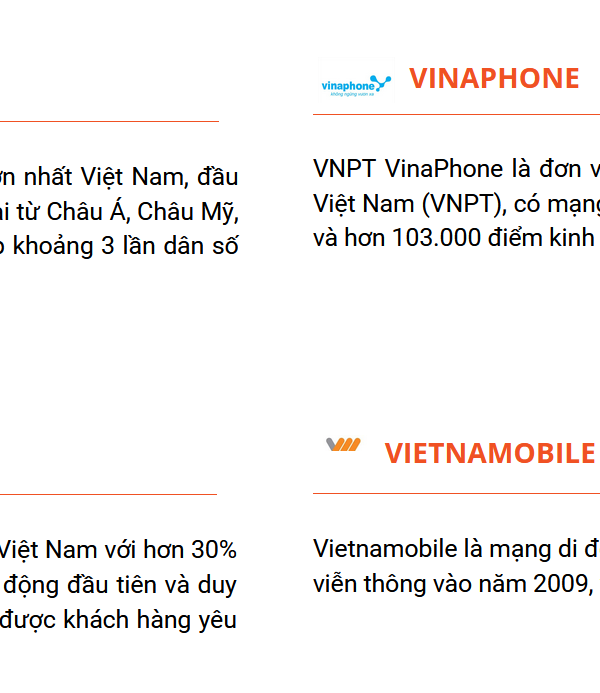 nhất Việt Nam, đầu
từ Châu Á, Châu Mỹ,
khoảng 3 lần dân số
vinaphone
không ngừng vươn xa
VINAPHONE
VNPT VinaPhone là đơn
Việt Nam (VNPT), có mạng
và hơn 103.000 điểm kinh
Việt Nam với hơn 30%
động đầu tiên và duy
được khách hàng yêu
VIETNAMOBILE
Vietnamobile là mạng di
viễn thông vào năm 2009,